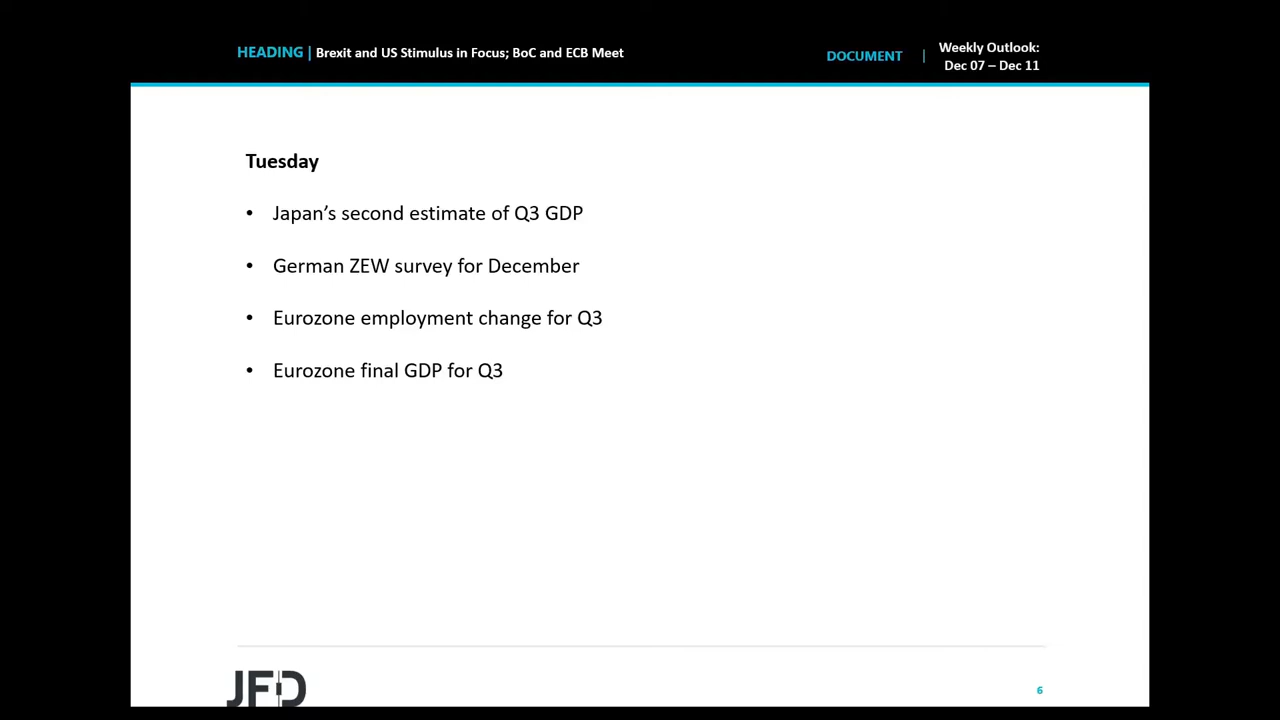 HEADING | Brexit and US Stimulus in Focus; BoC and ECB Meet
DOCUMENT | Weekly Outlook:
Dec 07 – Dec 11
Tuesday
• Japan’s second estimate of Q3 GDP
• German ZEW survey for December
• Eurozone employment change for Q3
• Eurozone final GDP for Q3
JFD
6